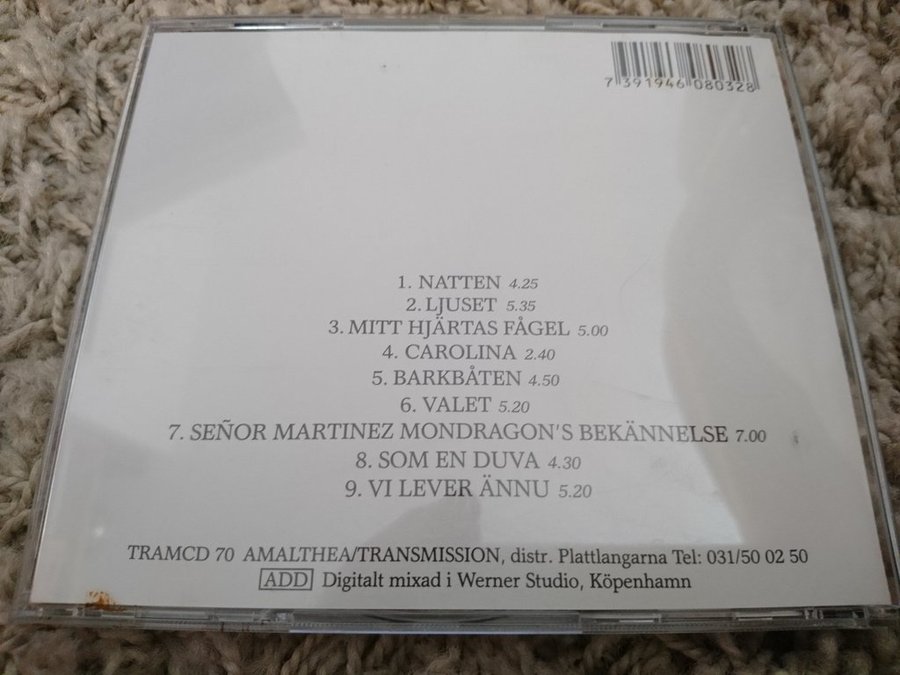 7 391946 080328
1. NATTEN 4.25
2. LJUSET 5.35
3. MITT HJÄRTAS FÅGEL 5.00
4. CAROLINA 2.40
5. BARKBÅTEN 4.50
6. VALET 5.20
7. SEÑOR MARTINEZ MONDRAGON'S BEKÄNNELSE 7.00
8. SOM EN DUVA 4.30
9. VI LEVER ÄNNU 5.20
TRAMCD 70 AMALTHEA/TRANSMISSION, distr. Plattlangarna Tel: 031/50 02 50
ADD Digitalt mixad i Werner Studio, Köpenhamn